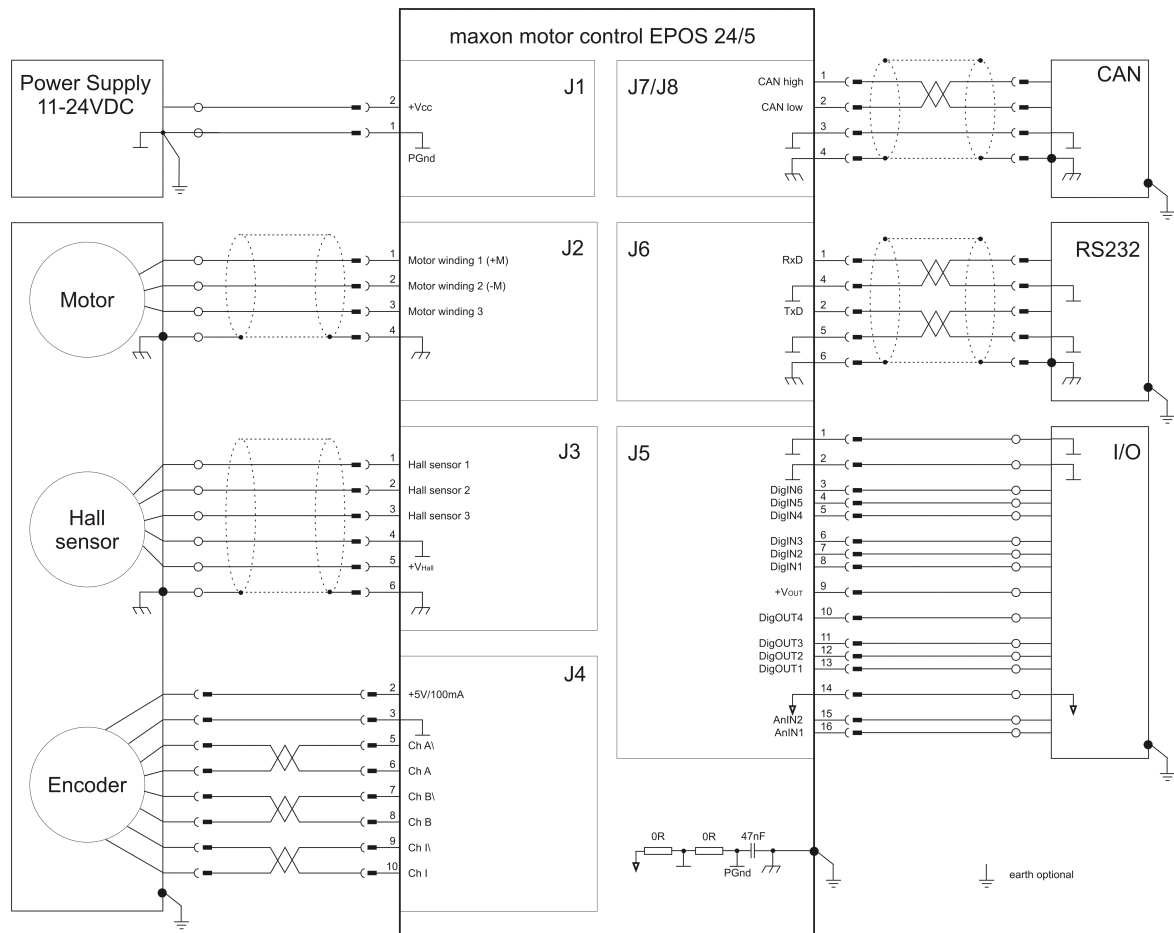 maxon motor control EPOS 24/5
Power Supply
11-24VDC
J1
2
+Vcc
1
PGnd
J7/J8
CAN high
1
CAN low
2
3
4
CAN
Motor
J2
1
Motor winding 1 (+M)
2
Motor winding 2 (-M)
3
Motor winding 3
4
J6
RxD
1
4
TxD
2
5
6
RS232
Hall
sensor
J3
1
Hall sensor 1
2
Hall sensor 2
3
Hall sensor 3
4
5
+VHall
6
J5
1
2
DigIN6
3
DigIN5
4
DigIN4
5
DigIN3
6
DigIN2
7
DigIN1
8
+VOUT
9
DigOUT4
10
DigOUT3
11
DigOUT2
12
DigOUT1
13
14
AnIN2
15
AnIN1
16
I/O
Encoder
J4
2
+5V/100mA
3
5
Ch A\
6
Ch A
7
Ch B\
8
Ch B
9
Ch I\
10
Ch I
0R
0R
47nF
PGnd
earth optional